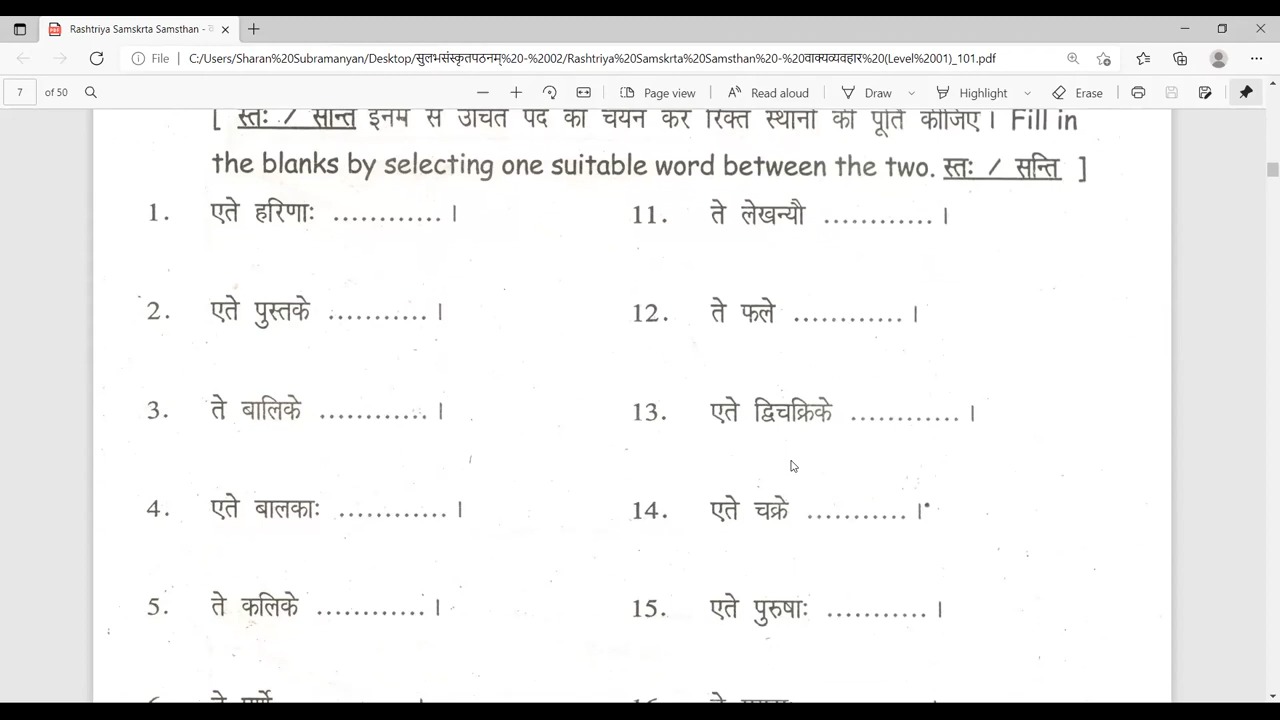 Rashtriya Samskrta Samsthan -
File C:/Users/Sharan%20Subramanyan/Desktop/सुलभसंस्कृतपठनम्%20-%2002/Rashtriya%20Samskrta%20Samsthan%20-%20वाक्यव्यवहार%20(Level%2001)_101.pdf
7 of 50 Page view Read aloud Draw Highlight Erase
[ स्तः / सन्ति इनमें से उचित पद का चयन कर रिक्त स्थानों की पूर्ति कीजिए। Fill in
the blanks by selecting one suitable word between the two. स्तः / सन्ति ]
1. एते हरिणाः ............ ।
2. एते पुस्तके ........... ।
3. ते बालिके ............ ।
4. एते बालकाः ............ ।
5. ते कलिके ............ ।
11. ते लेखन्यौ ............ ।
12. ते फले ............ ।
13. एते द्विचक्रिके ............ ।
14. एते चक्रे ........... ।
15. एते पुरुषाः ........... ।